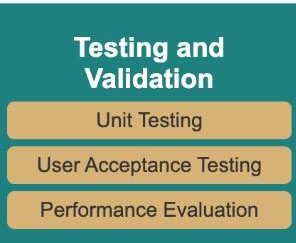 Testing and
Validation
Unit Testing
User Acceptance Testing
Performance Evaluation